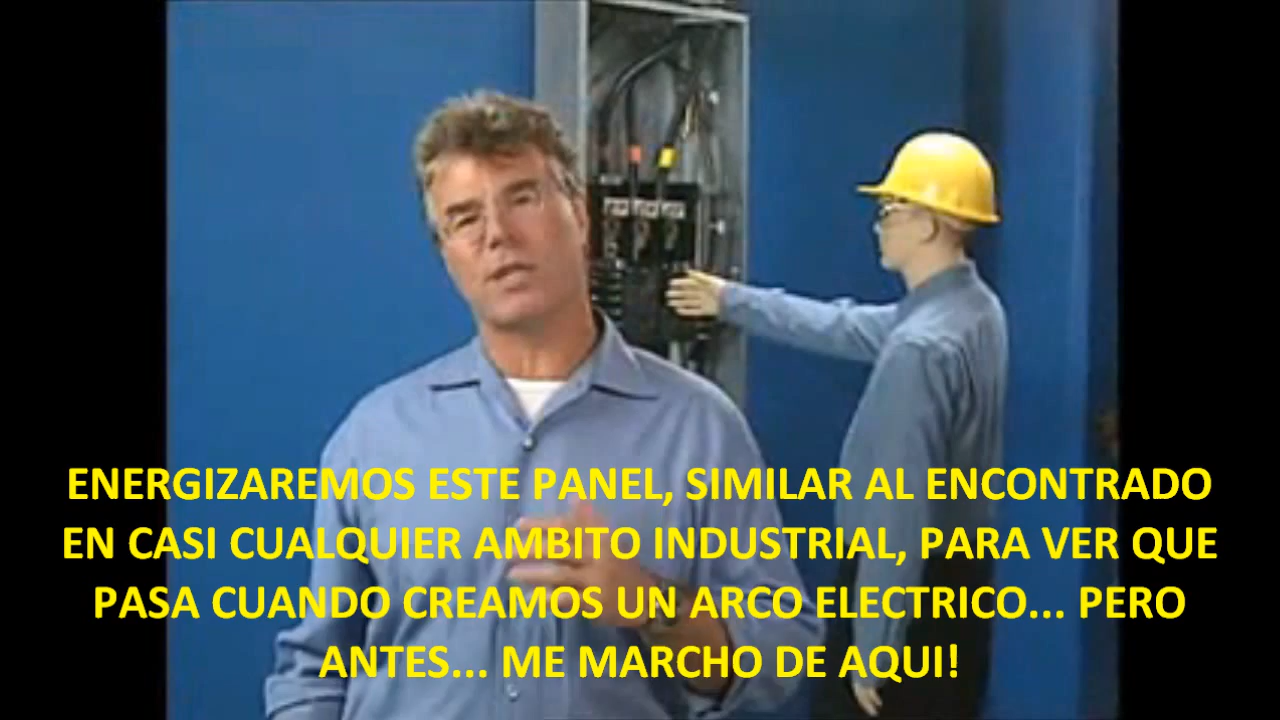 ENERGIZAREMOS ESTE PANEL, SIMILAR AL ENCONTRADO
EN CASI CUALQUIER AMBITO INDUSTRIAL, PARA VER QUE
PASA CUANDO CREAMOS UN ARCO ELECTRICO... PERO
ANTES... ME MARCHO DE AQUI!